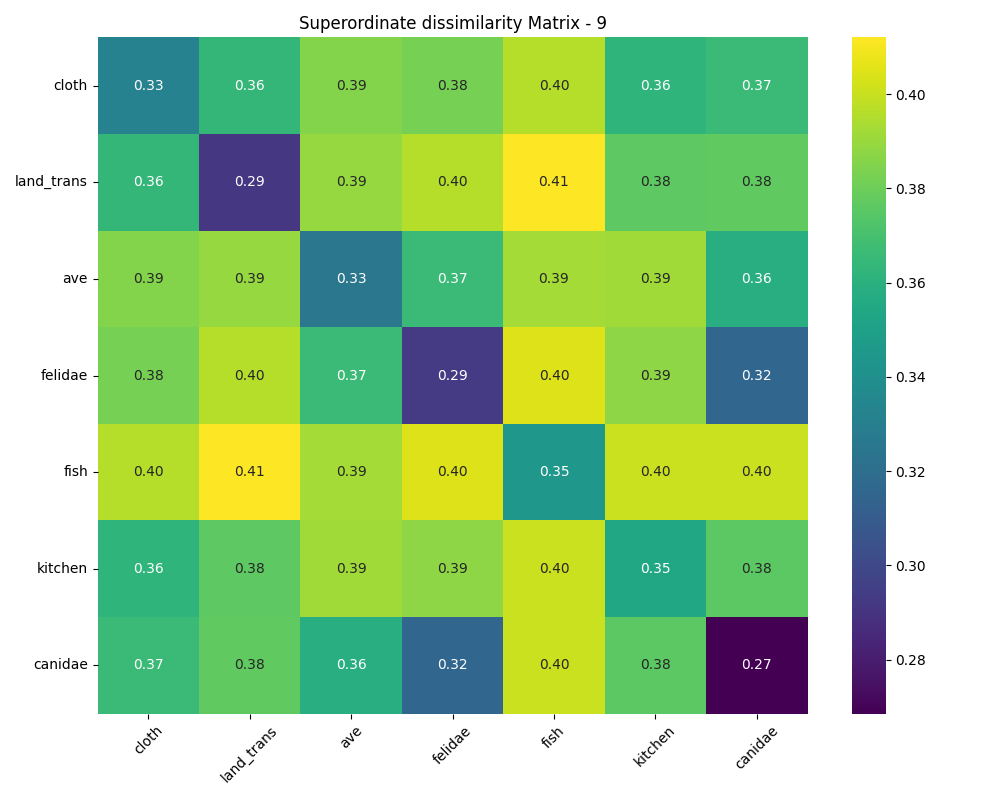 Superordinate dissimilarity Matrix - 9
cloth 0.33 0.36 0.39 0.38 0.40 0.36 0.37
land_trans 0.36 0.29 0.39 0.40 0.41 0.38 0.38
ave 0.39 0.39 0.33 0.37 0.39 0.39 0.36
felidae 0.38 0.40 0.37 0.29 0.40 0.39 0.32
fish 0.40 0.41 0.39 0.40 0.35 0.40 0.40
kitchen 0.36 0.38 0.39 0.39 0.40 0.35 0.38
canidae 0.37 0.38 0.36 0.32 0.40 0.38 0.27
cloth land_trans ave felidae fish kitchen canidae
0.40
0.38
0.36
0.34
0.32
0.30
0.28